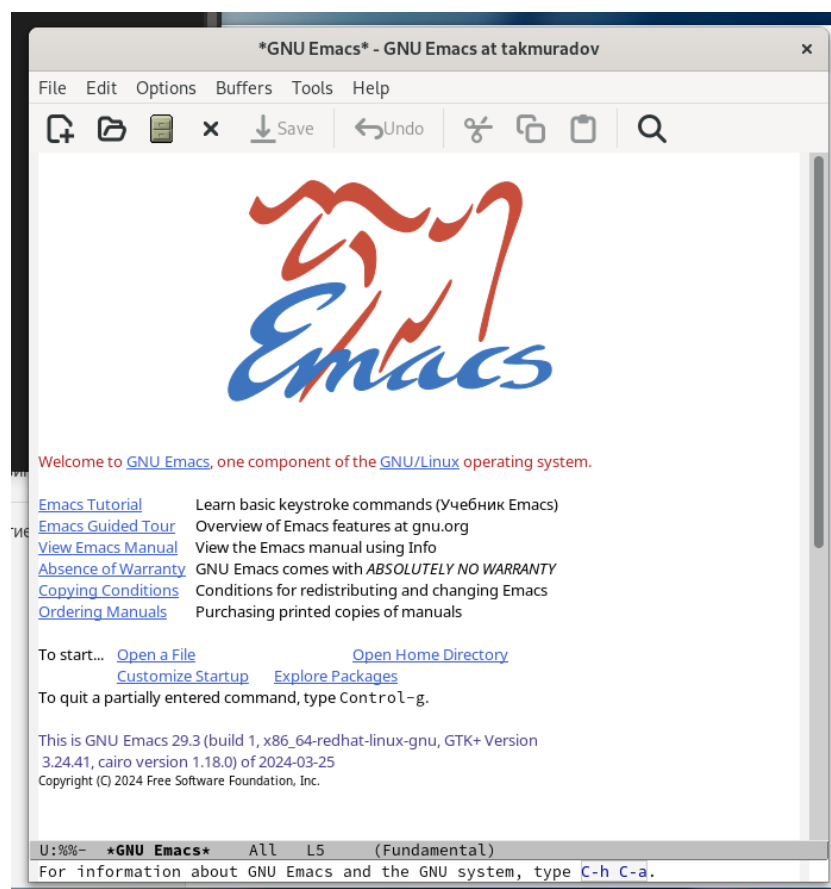 *GNU Emacs* - GNU Emacs at takmuradov ×
File Edit Options Buffers Tools Help
Save Undo
Emacs
Welcome to GNU Emacs, one component of the GNU/Linux operating system.
Emacs Tutorial Learn basic keystroke commands (Учебник Emacs)
Emacs Guided Tour Overview of Emacs features at gnu.org
View Emacs Manual View the Emacs manual using Info
Absence of Warranty GNU Emacs comes with ABSOLUTELY NO WARRANTY
Copying Conditions Conditions for redistributing and changing Emacs
Ordering Manuals Purchasing printed copies of manuals
To start... Open a File Open Home Directory
Customize Startup Explore Packages
To quit a partially entered command, type Control-g.
This is GNU Emacs 29.3 (build 1, x86_64-redhat-linux-gnu, GTK+ Version
3.24.41, cairo version 1.18.0) of 2024-03-25
Copyright (C) 2024 Free Software Foundation, Inc.
U:%%- *GNU Emacs* All L5 (Fundamental)
For information about GNU Emacs and the GNU system, type C-h C-a.